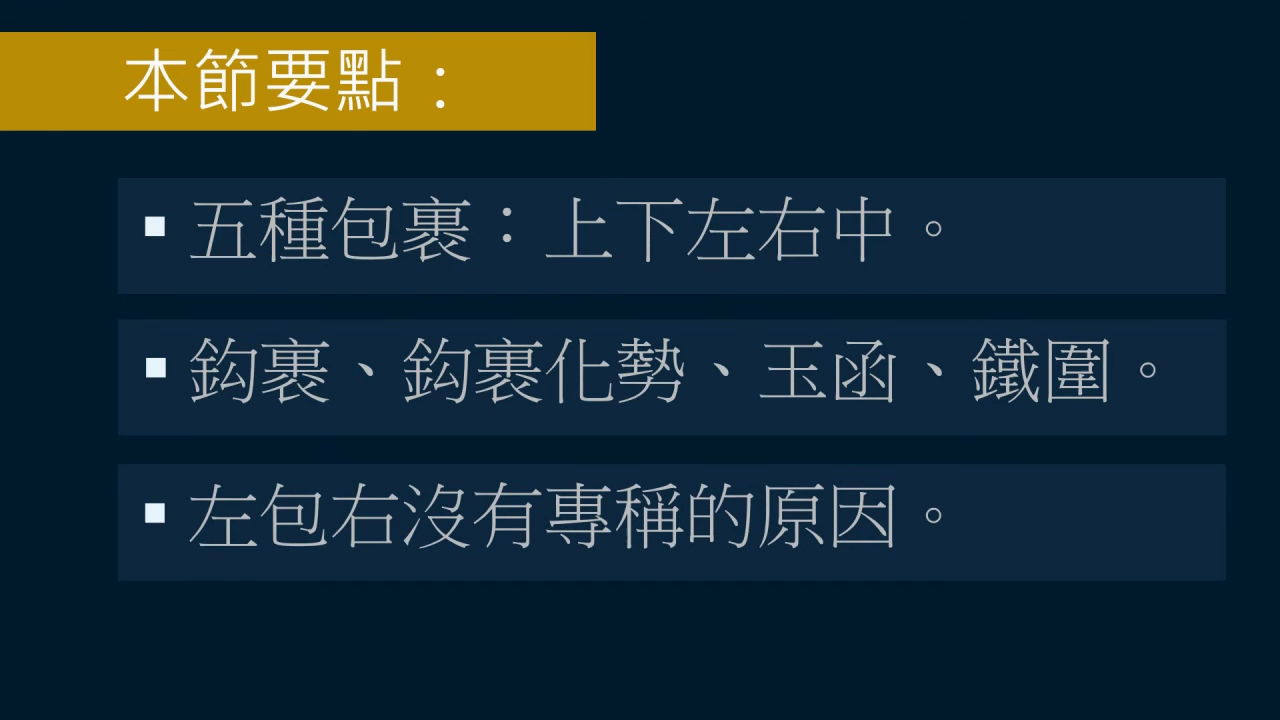 本節要點：
▪ 五種包裹：上下左右中。
▪ 鈎裹、鈎裹化勢、玉函、鐵圍。
▪ 左包右沒有專稱的原因。